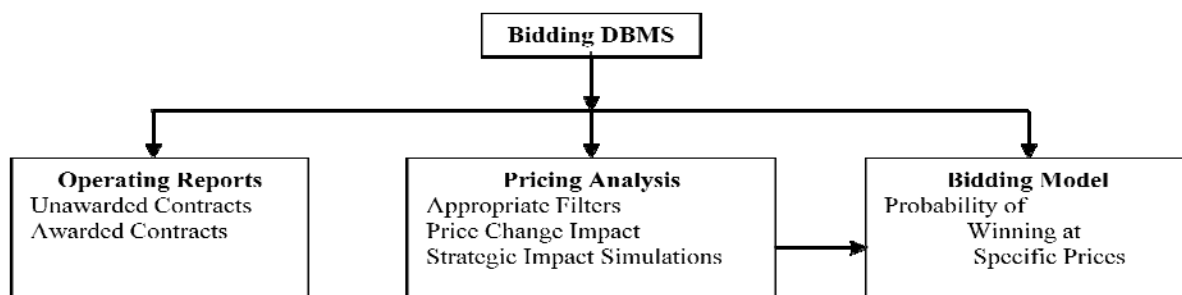 Bidding DBMS
Operating Reports
Unawarded Contracts
Awarded Contracts
Pricing Analysis
Appropriate Filters
Price Change Impact
Strategic Impact Simulations
Bidding Model
Probability of
Winning at
Specific Prices